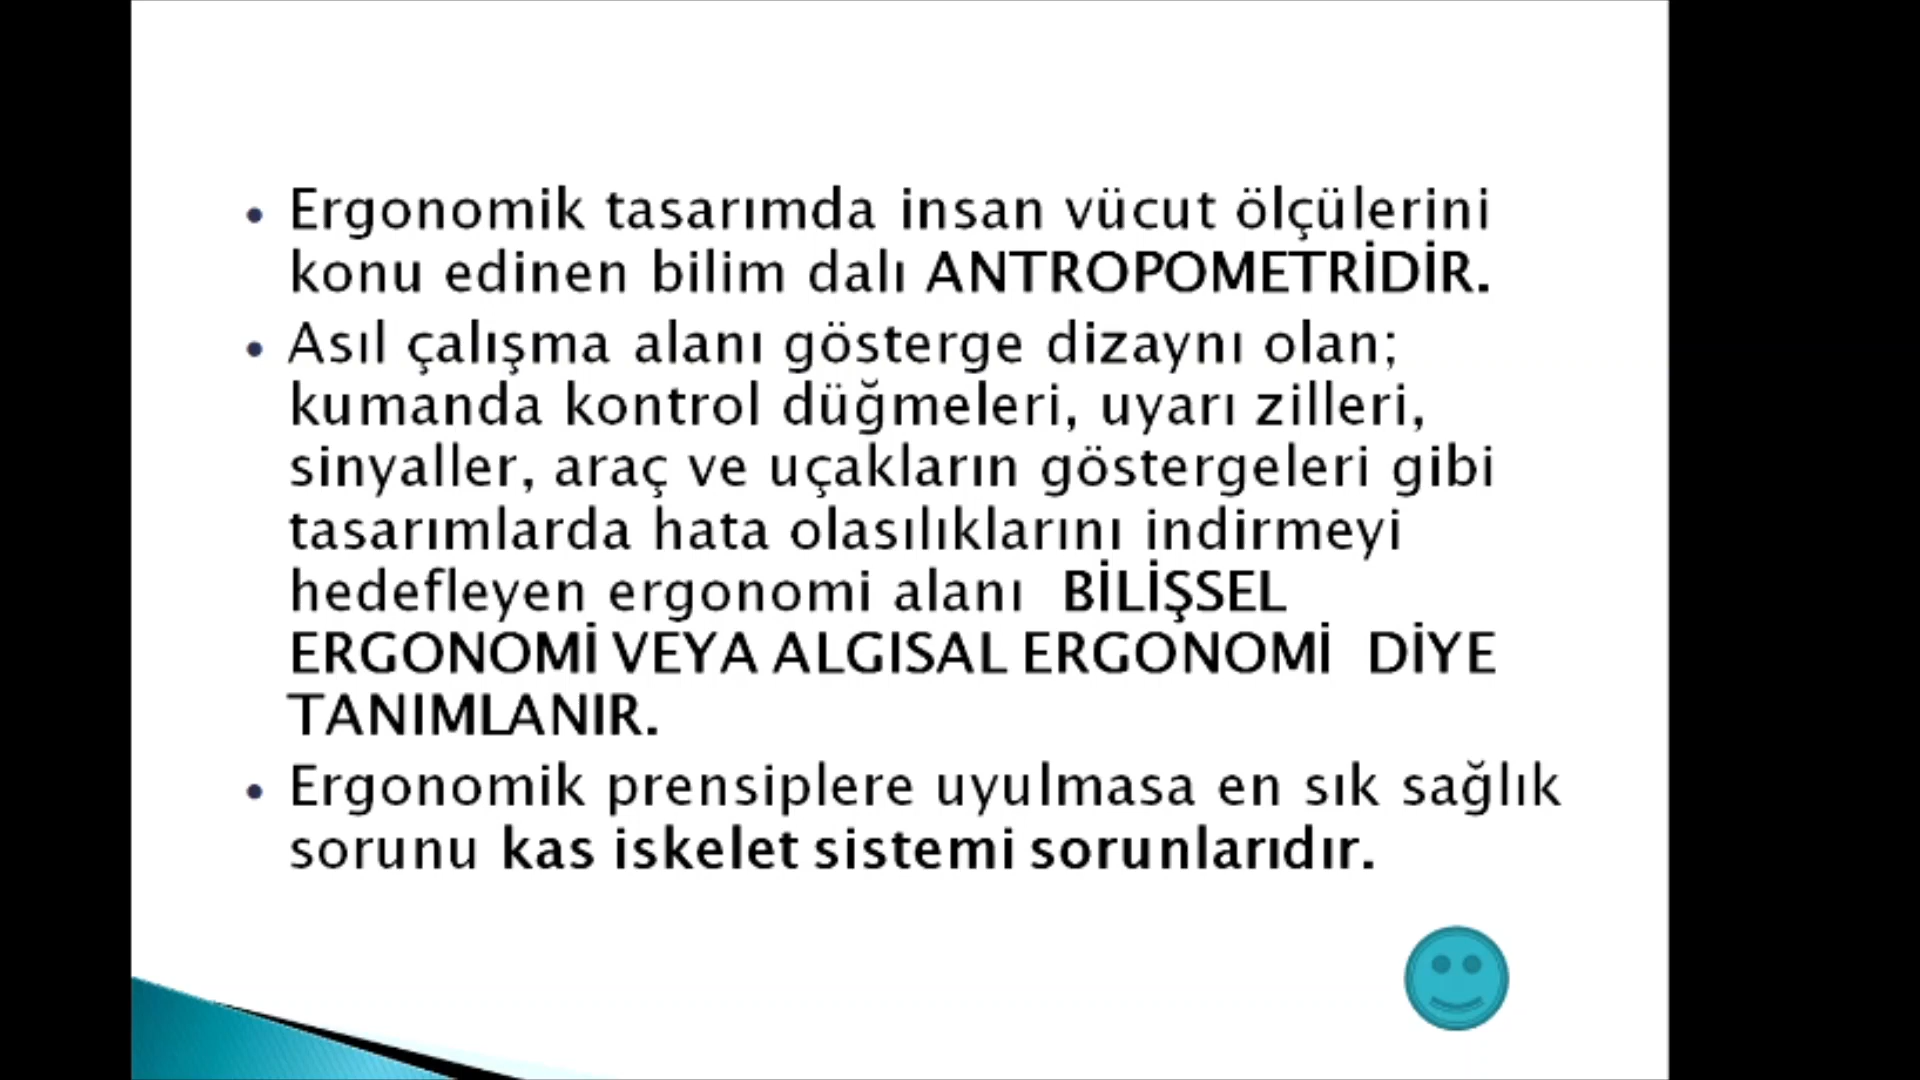 • Ergonomik tasarımda insan vücut ölçülerini
konu edinen bilim dalı ANTROPOMETRİDİR.
• Asıl çalışma alanı gösterge dizaynı olan;
kumanda kontrol düğmeleri, uyarı zilleri,
sinyaller, araç ve uçakların göstergeleri gibi
tasarımlarda hata olasılıklarını indirmeyi
hedefleyen ergonomi alanı  BİLİŞSEL
ERGONOMİ VEYA ALGISAL ERGONOMİ  DİYE
TANIMLANIR.
• Ergonomik prensiplere uyulmasa en sık sağlık
sorunu kas iskelet sistemi sorunlarıdır.